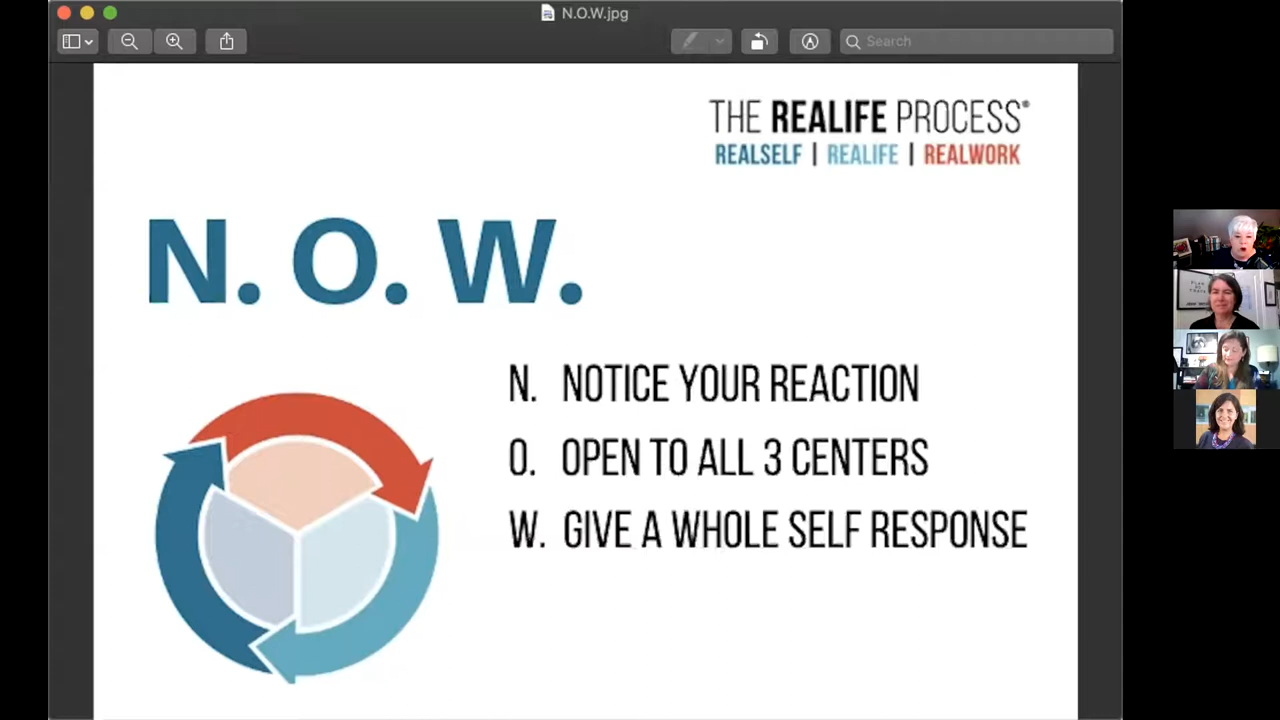 N.O.W.jpg
Search
THE REALIFE PROCESS®
REALSELF | REALIFE | REALWORK
N. O. W.
N. NOTICE YOUR REACTION
O. OPEN TO ALL 3 CENTERS
W. GIVE A WHOLE SELF RESPONSE